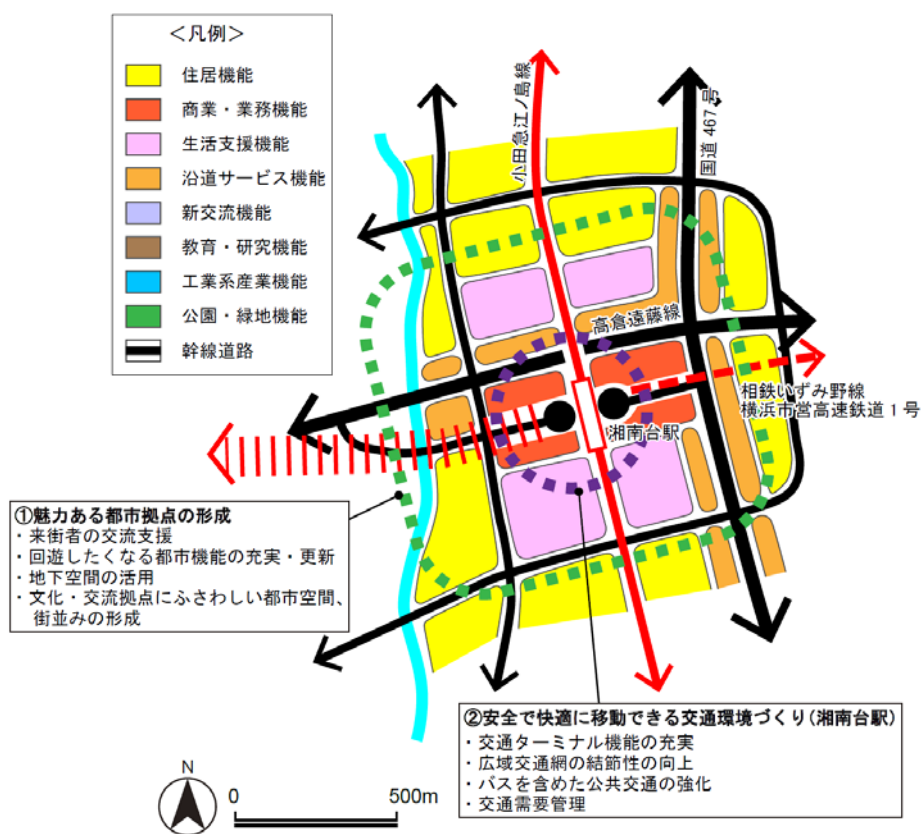 ＜凡例＞
住居機能
商業・業務機能
生活支援機能
沿道サービス機能
新交流機能
教育・研究機能
工業系産業機能
公園・緑地機能
幹線道路
小田急江ノ島線
国道467号
高倉遠藤線
相鉄いずみ野線
横浜市営高速鉄道１号
湘南台駅
①魅力ある都市拠点の形成
・来街者の交流支援
・回遊したくなる都市機能の充実・更新
・地下空間の活用
・文化・交流拠点にふさわしい都市空間、
街並みの形成
②安全で快適に移動できる交通環境づくり(湘南台駅)
・交通ターミナル機能の充実
・広域交通網の結節性の向上
・バスを含めた公共交通の強化
・交通需要管理
N
0 500m